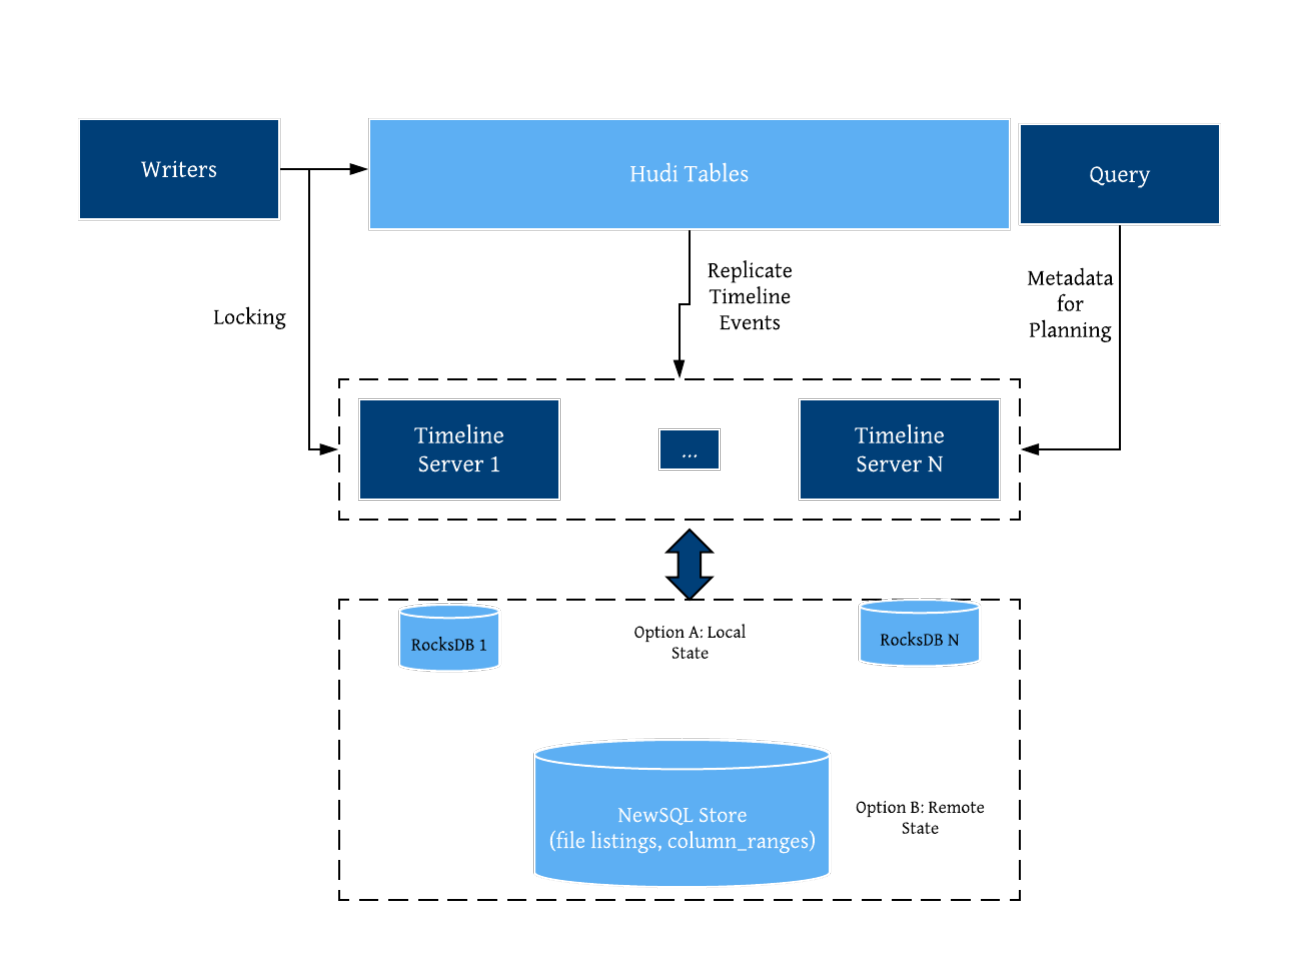 Writers
Hudi Tables
Query
Replicate
Timeline
Events
Metadata
for
Planning
Locking
Timeline
Server 1
...
Timeline
Server N
RocksDB 1
Option A: Local
State
RocksDB N
NewSQL Store
(file listings, column_ranges)
Option B: Remote
State